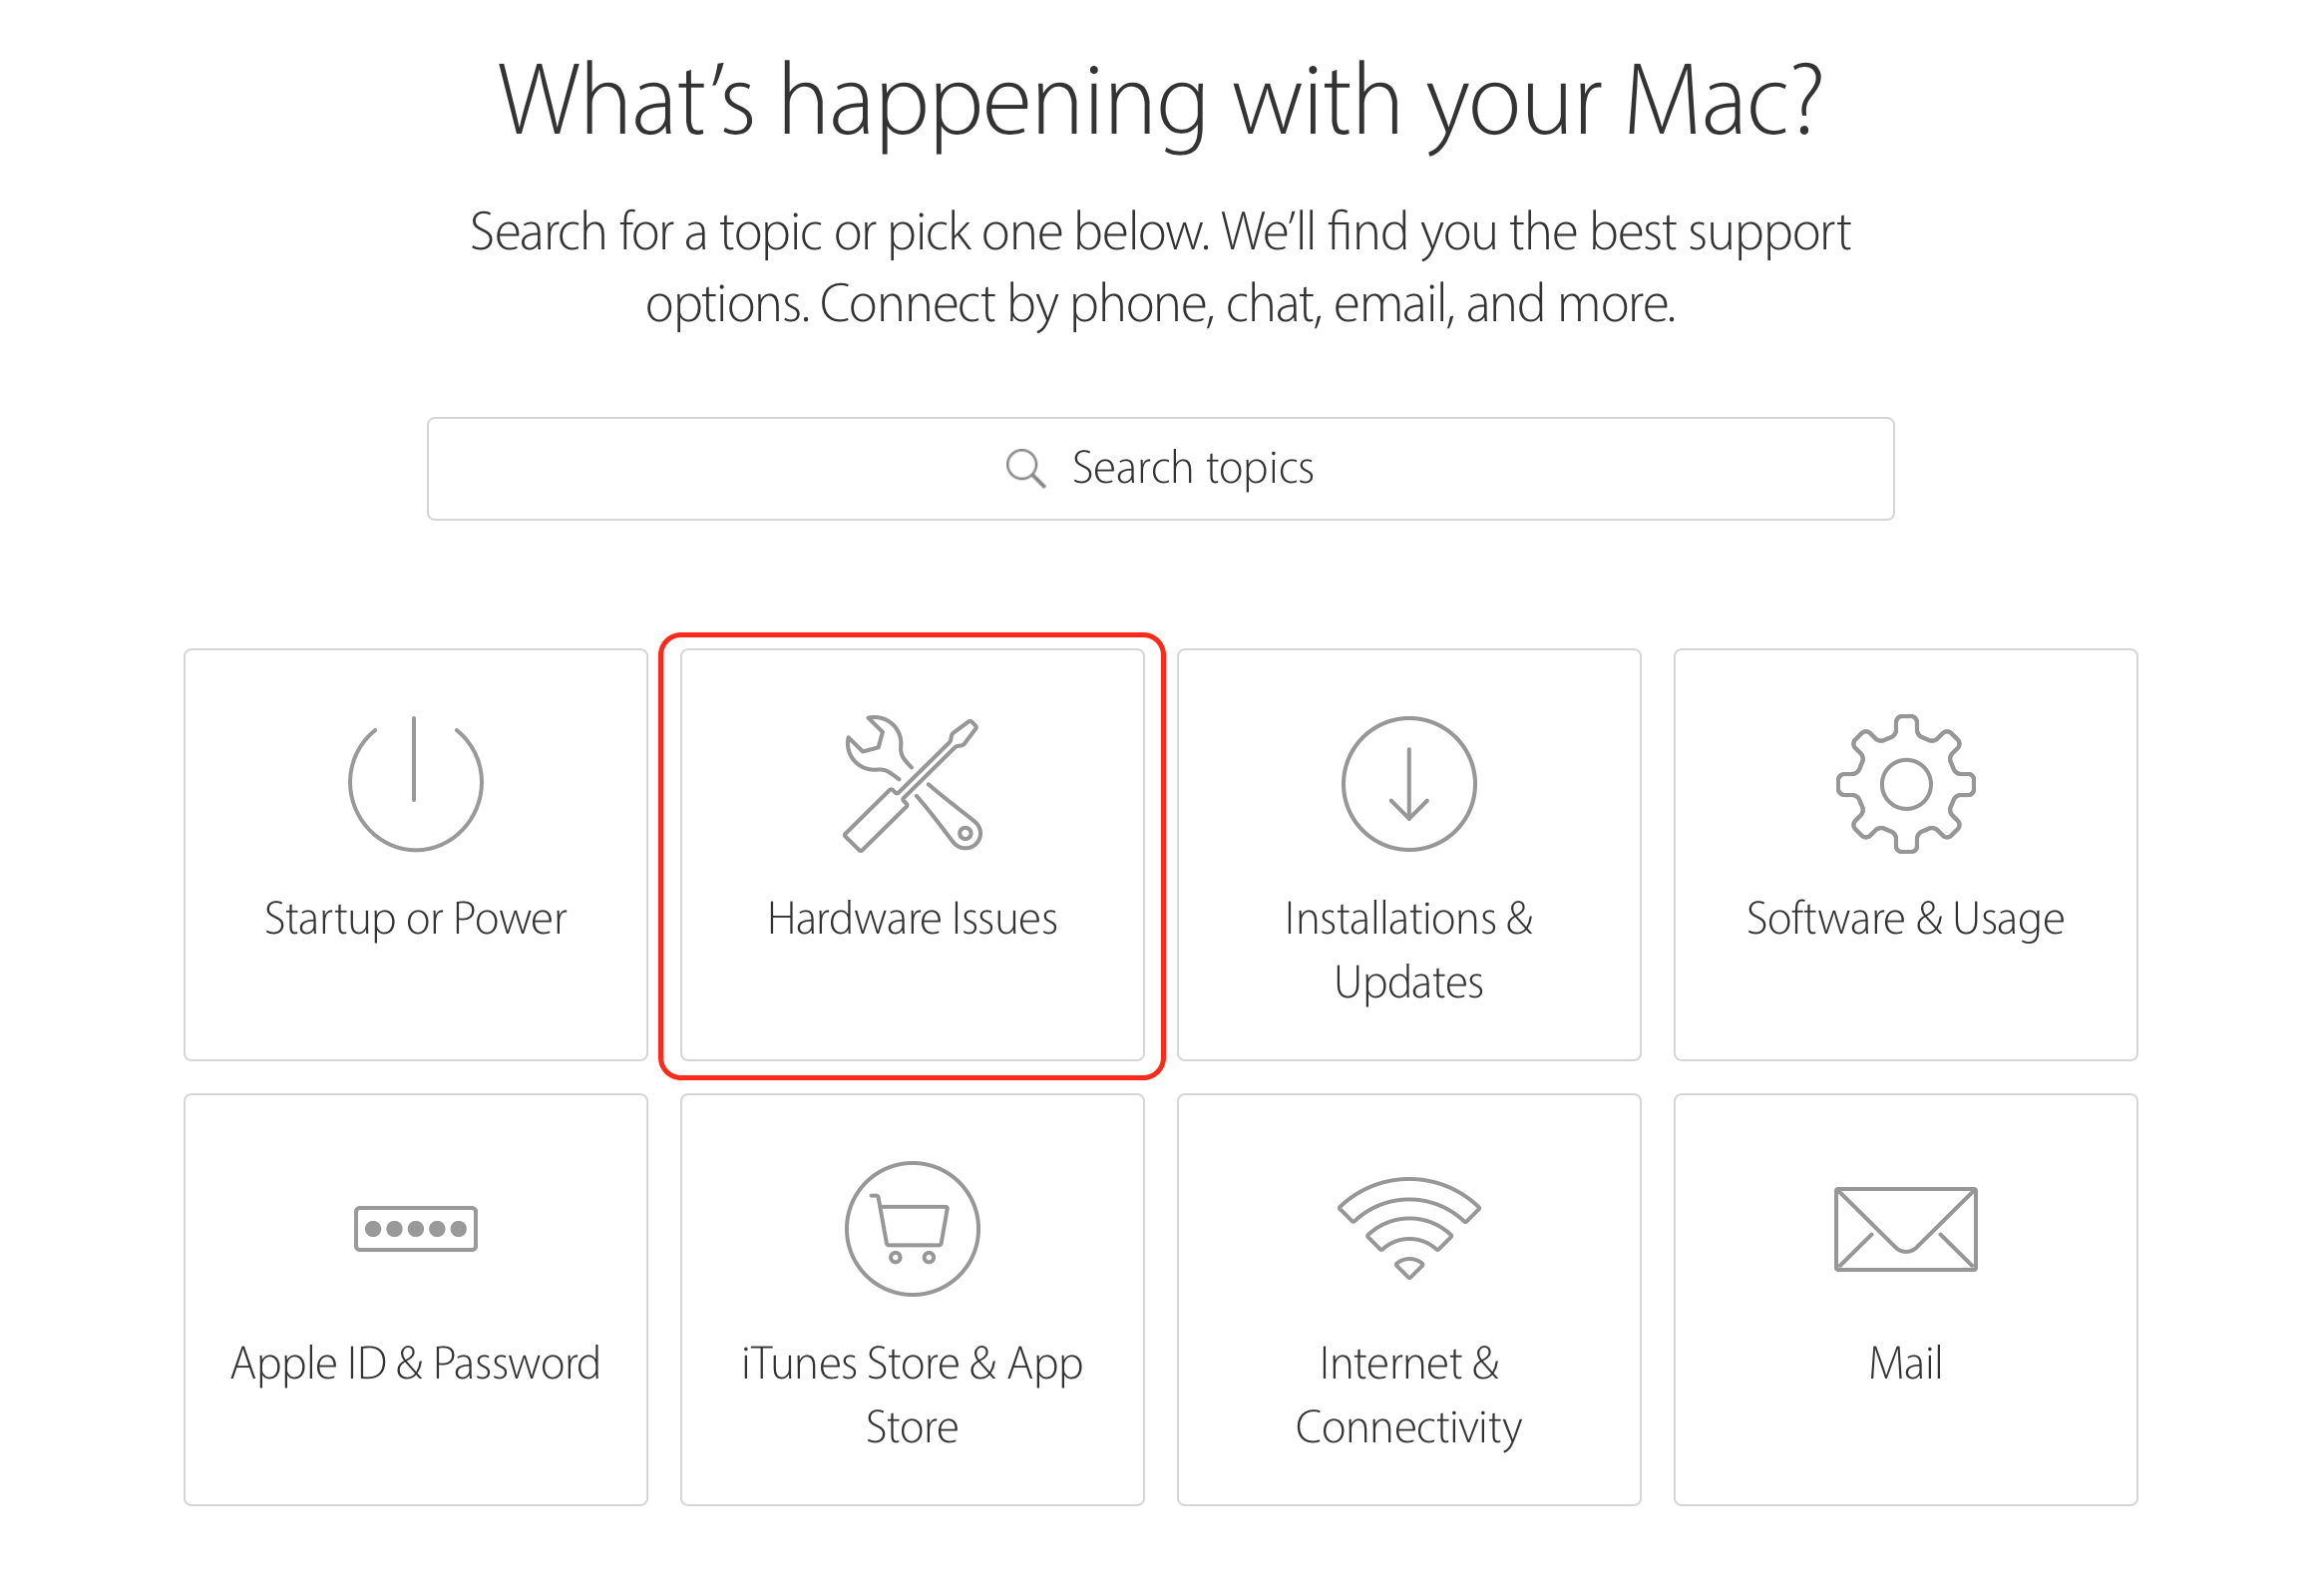 What’s happening with your Mac?
Search for a topic or pick one below. We’ll find you the best support
options. Connect by phone, chat, email, and more.
Search topics
Startup or Power
Hardware Issues
Installations &
Updates
Software & Usage
Apple ID & Password
iTunes Store & App
Store
Internet &
Connectivity
Mail